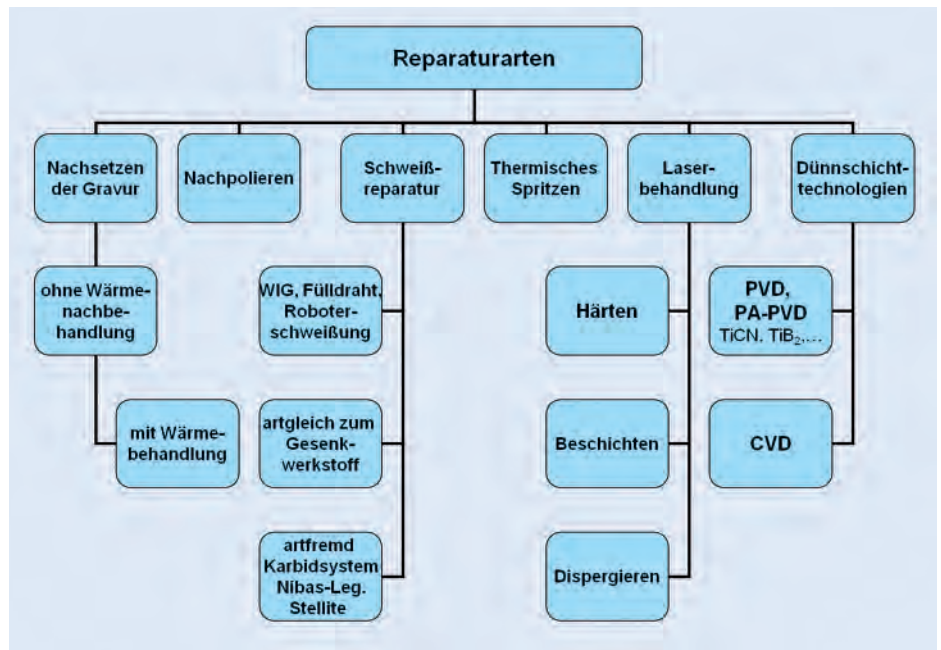 Reparaturarten
Nachsetzen
der Gravur
Nachpolieren
Schweiß-
reparatur
Thermisches
Spritzen
Laser-
behandlung
Dünnschicht-
technologien
ohne Wärme-
nachbe-
handlung
mit Wärme-
behandlung
WIG, Fülldraht,
Roboter-
schweißung
artgleich zum
Gesenk-
werkstoff
artfremd
Karbidsystem
Nibas-Leg.
Stellite
Härten
Beschichten
Dispergieren
PVD,
PA-PVD
TiCN, TiB₂,…
CVD